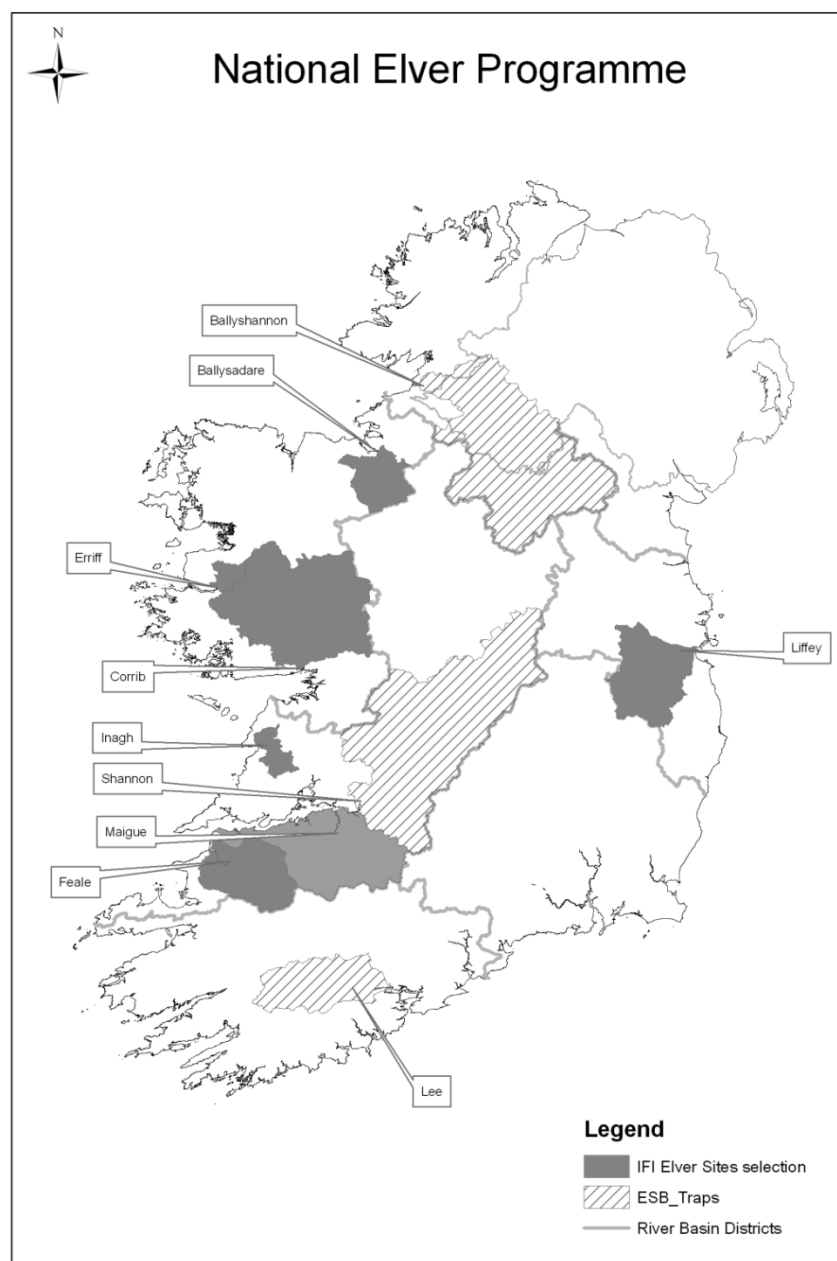 N
National Elver Programme
Ballyshannon
Ballysadare
Erriff
Liffey
Corrib
Inagh
Shannon
Maigue
Feale
Lee
Legend
IFI Elver Sites selection
ESB_Traps
River Basin Districts